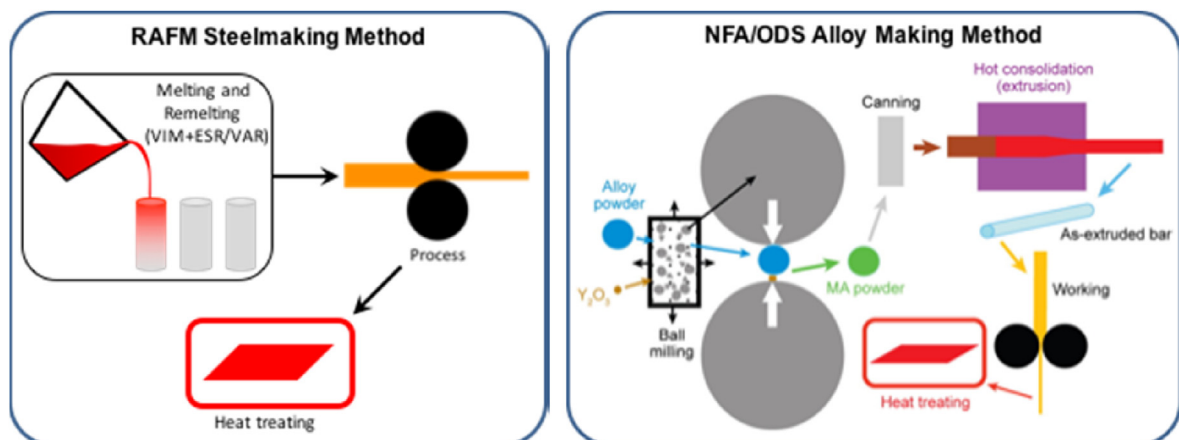 RAFM Steelmaking Method
Melting and
Remelting
(VIM+ESR/VAR)
Process
Heat treating
NFA/ODS Alloy Making Method
Hot consolidation
(extrusion)
Canning
Alloy
powder
As-extruded bar
MA powder
Y₂O₃
Working
Ball
milling
Heat treating